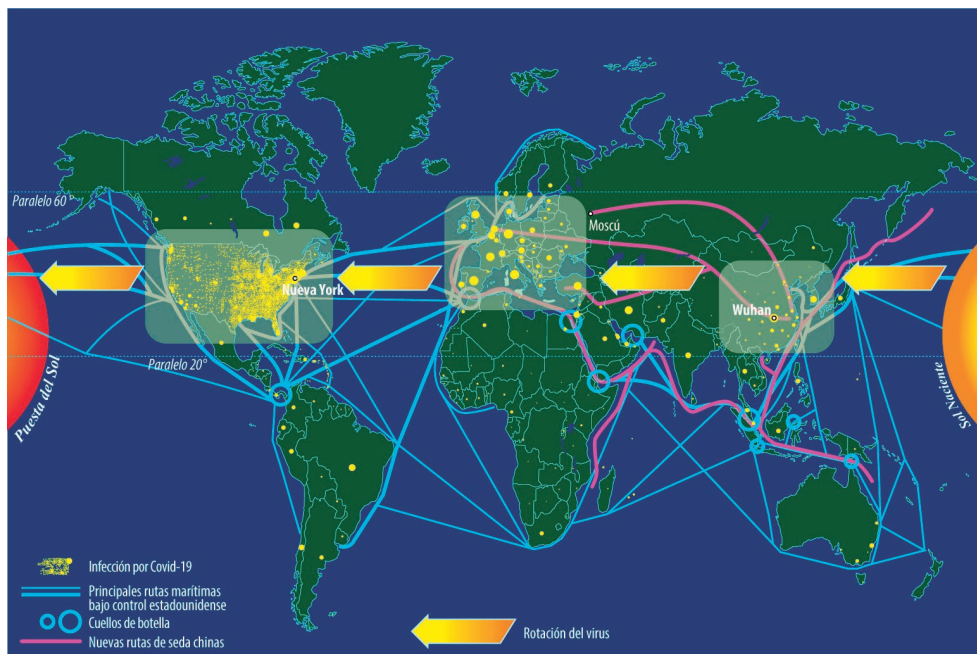 Paralelo 60
Moscú
Nueva York
Wuhan
Paralelo 20°
Puesta del Sol
Sol Naciente
Infección por Covid-19
Principales rutas marítimas
bajo control estadounidense
Cuellos de botella
Nuevas rutas de seda chinas
Rotación del virus